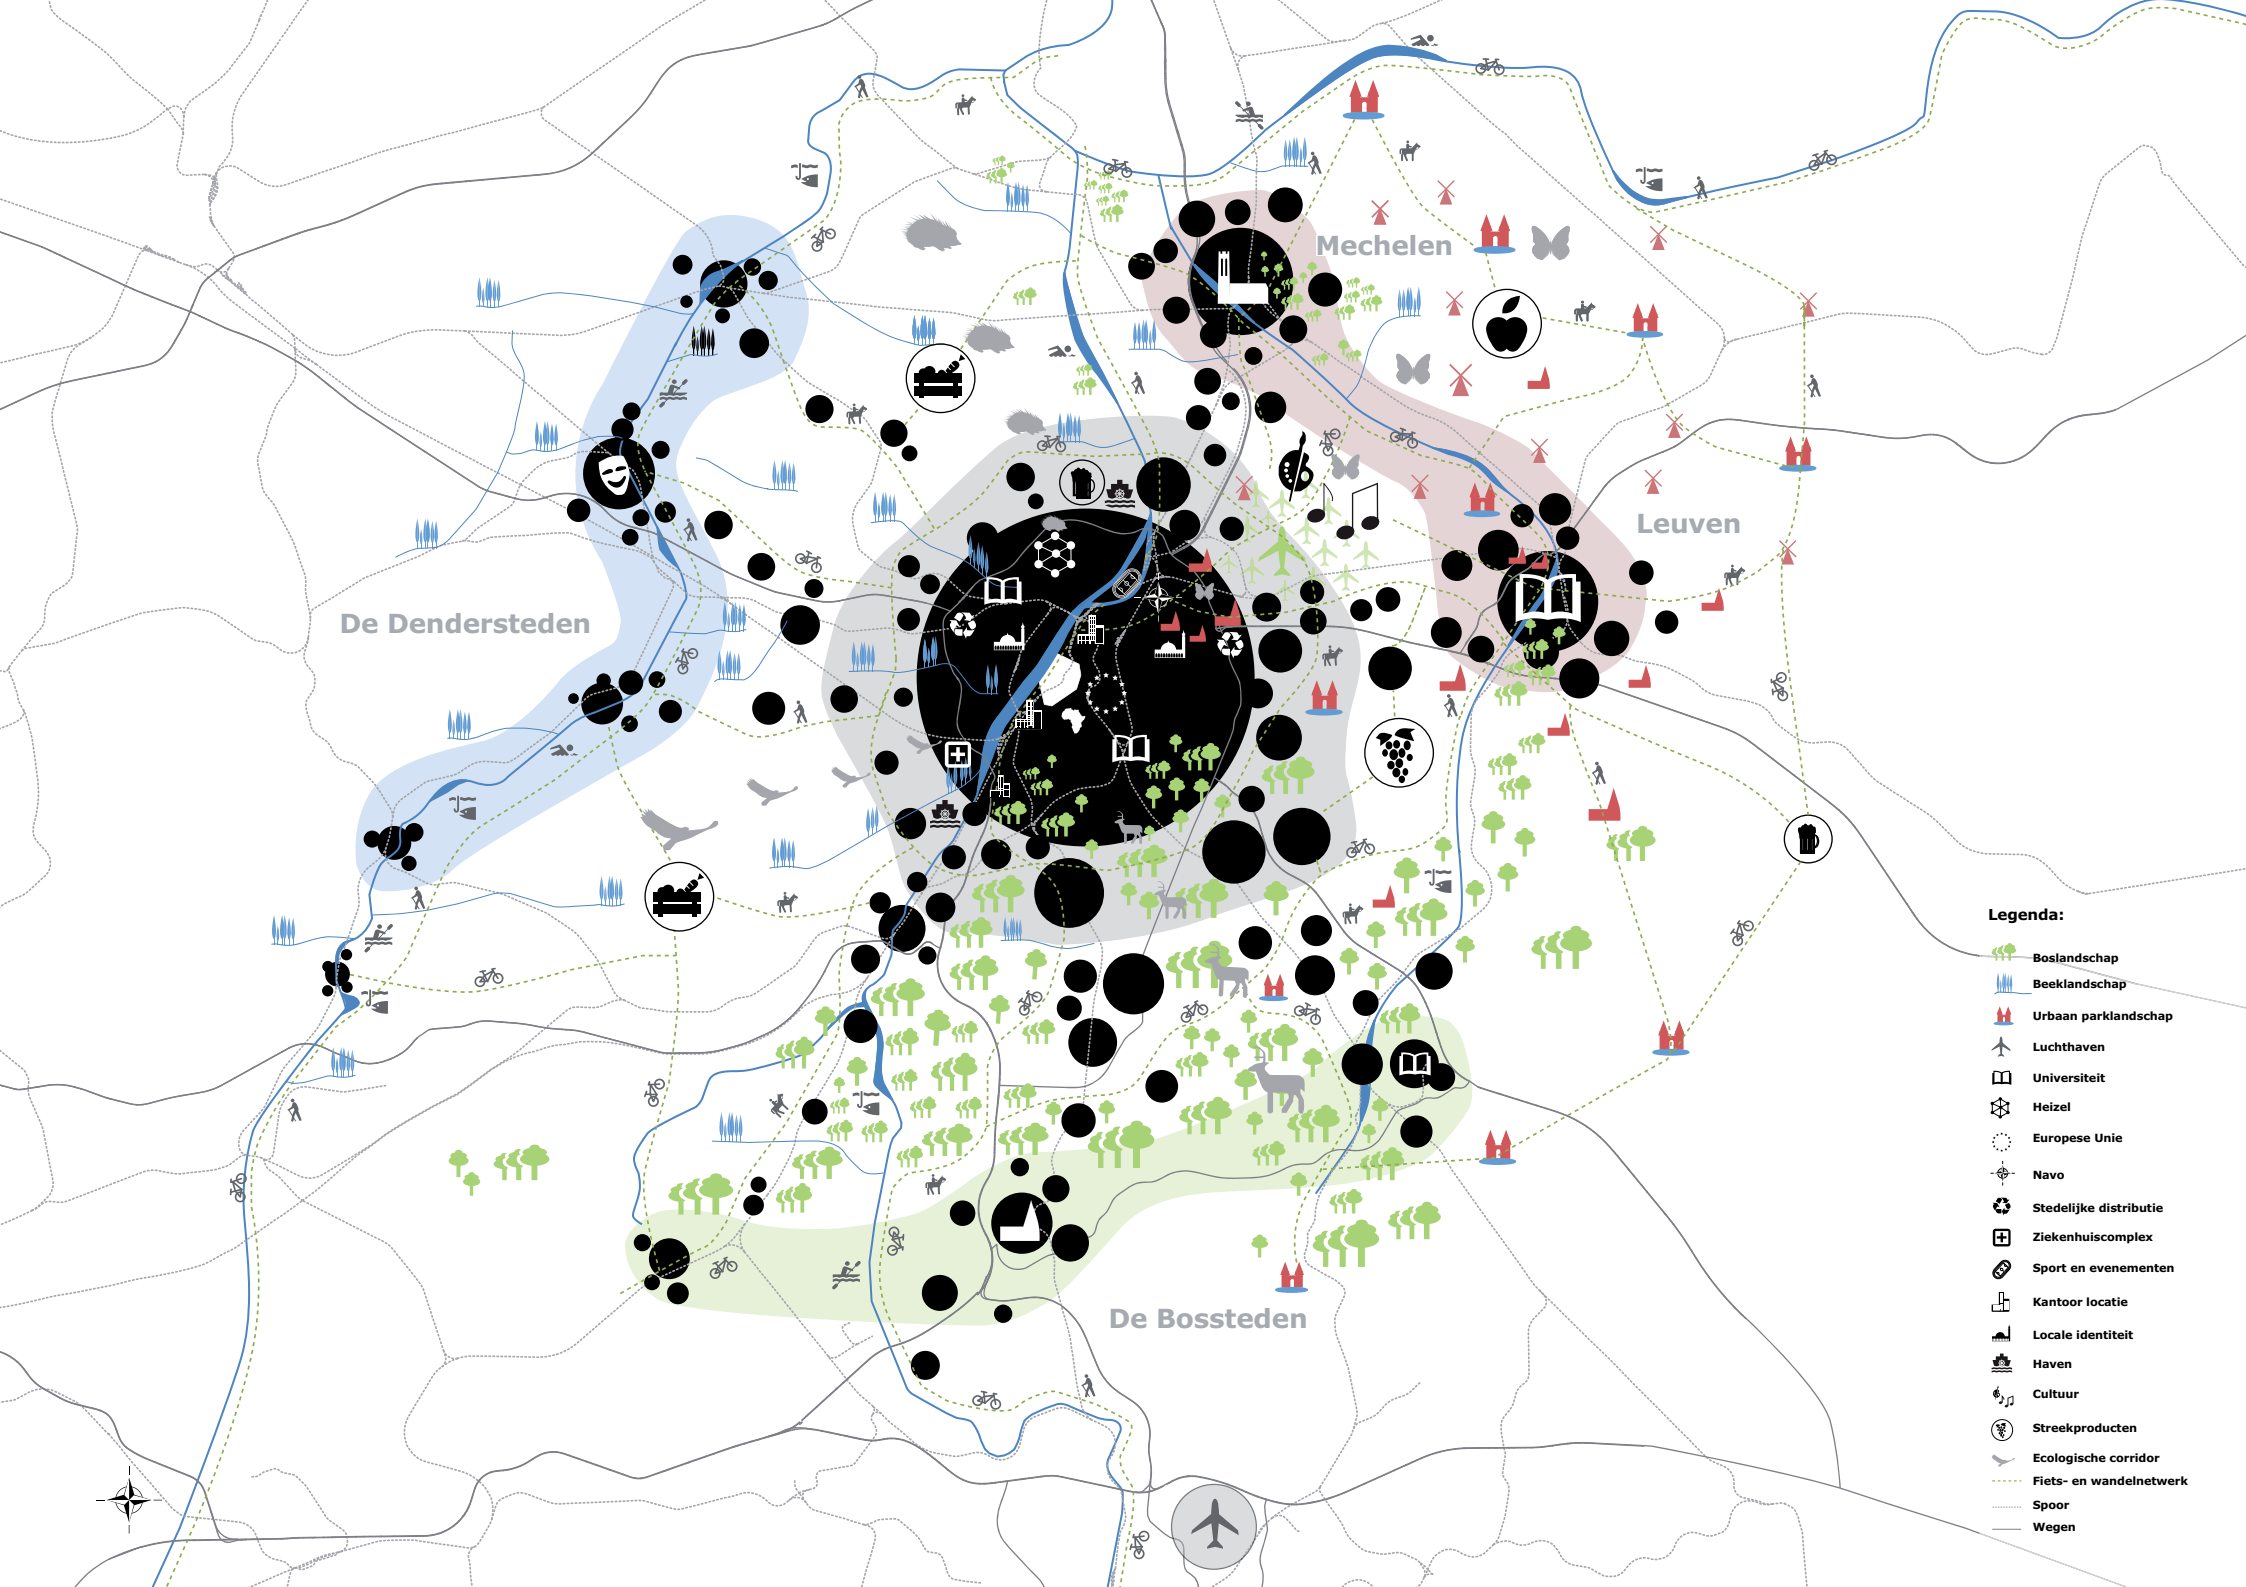 Mechelen
Leuven
De Dendersteden
De Bossteden
Legenda:
Boslandschap
Beeklandschap
Urbaan parklandschap
Luchthaven
Universiteit
Heizel
Europese Unie
Navo
Stedelijke distributie
Ziekenhuiscomplex
Sport en evenementen
Kantoor locatie
Locale identiteit
Haven
Cultuur
Streekproducten
Ecologische corridor
Fiets- en wandelnetwerk
Spoor
Wegen